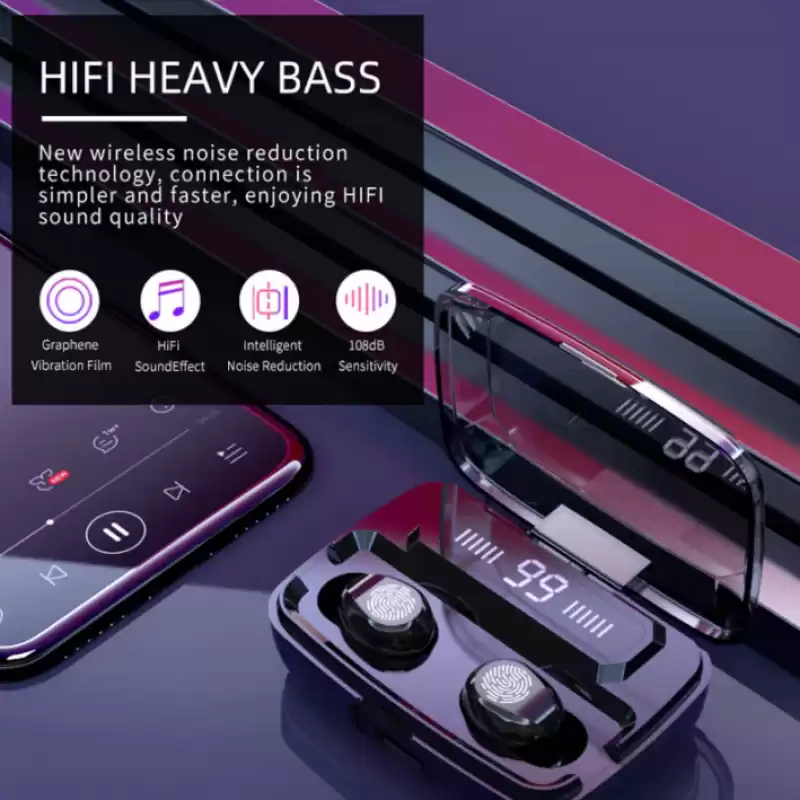 HIFI HEAVY BASS
New wireless noise reduction
technology, connection is
simpler and faster, enjoying HIFI
sound quality
Graphene
Vibration Film
HiFi
SoundEffect
Intelligent
Noise Reduction
108dB
Sensitivity
99